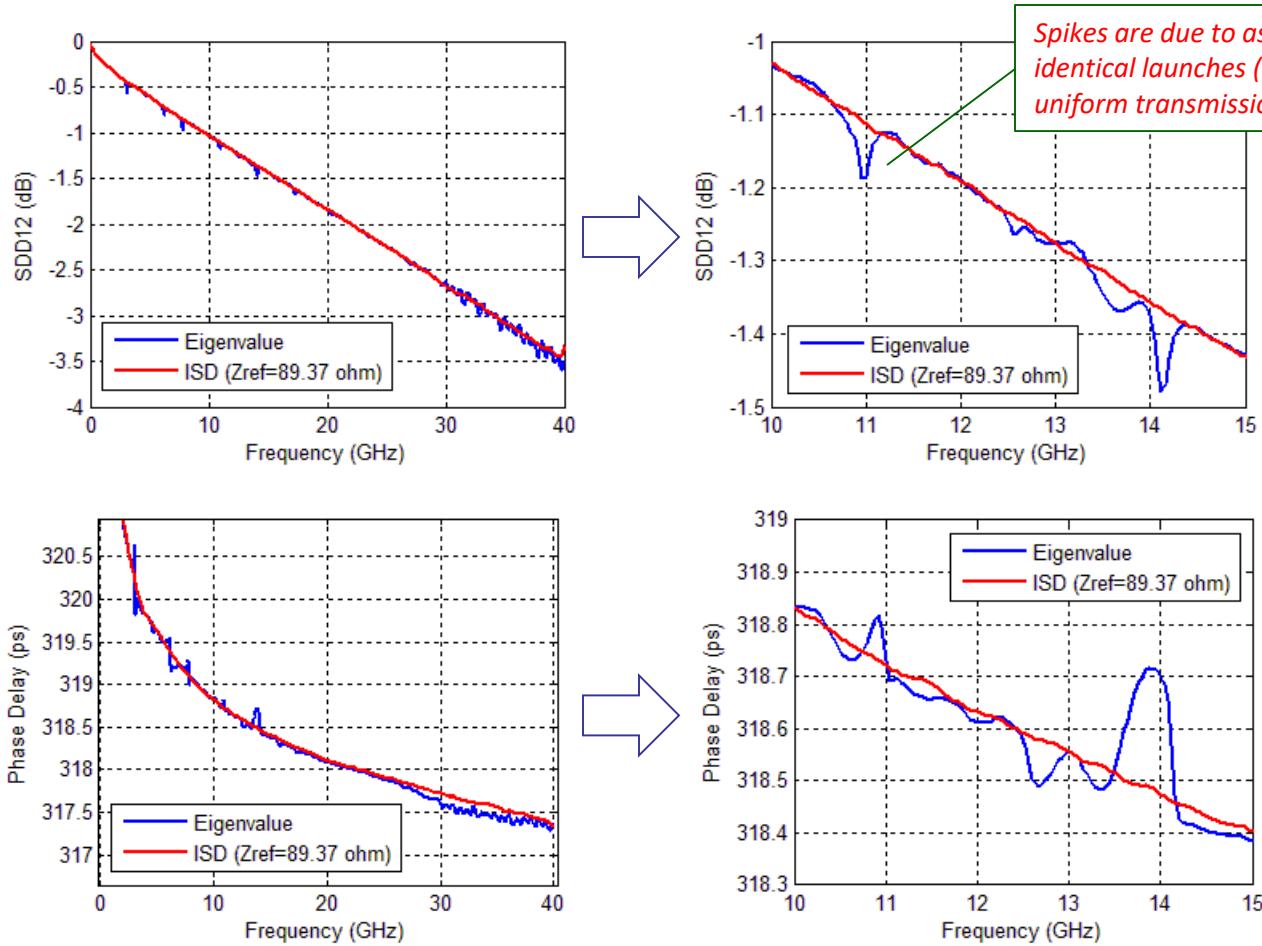 Spikes are due to as
identical launches (
uniform transmissio
0
-0.5
-1
-1.5
-2
-2.5
-3
-3.5
-4
SDD12 (dB)
Eigenvalue
ISD (Zref=89.37 ohm)
0 10 20 30 40
Frequency (GHz)
-1
-1.1
-1.2
-1.3
-1.4
-1.5
SDD12 (dB)
Eigenvalue
ISD (Zref=89.37 ohm)
10 11 12 13 14 15
Frequency (GHz)
320.5
320
319.5
319
318.5
318
317.5
317
Phase Delay (ps)
Eigenvalue
ISD (Zref=89.37 ohm)
0 10 20 30 40
Frequency (GHz)
319
318.9
318.8
318.7
318.6
318.5
318.4
318.3
Phase Delay (ps)
Eigenvalue
ISD (Zref=89.37 ohm)
10 11 12 13 14 15
Frequency (GHz)